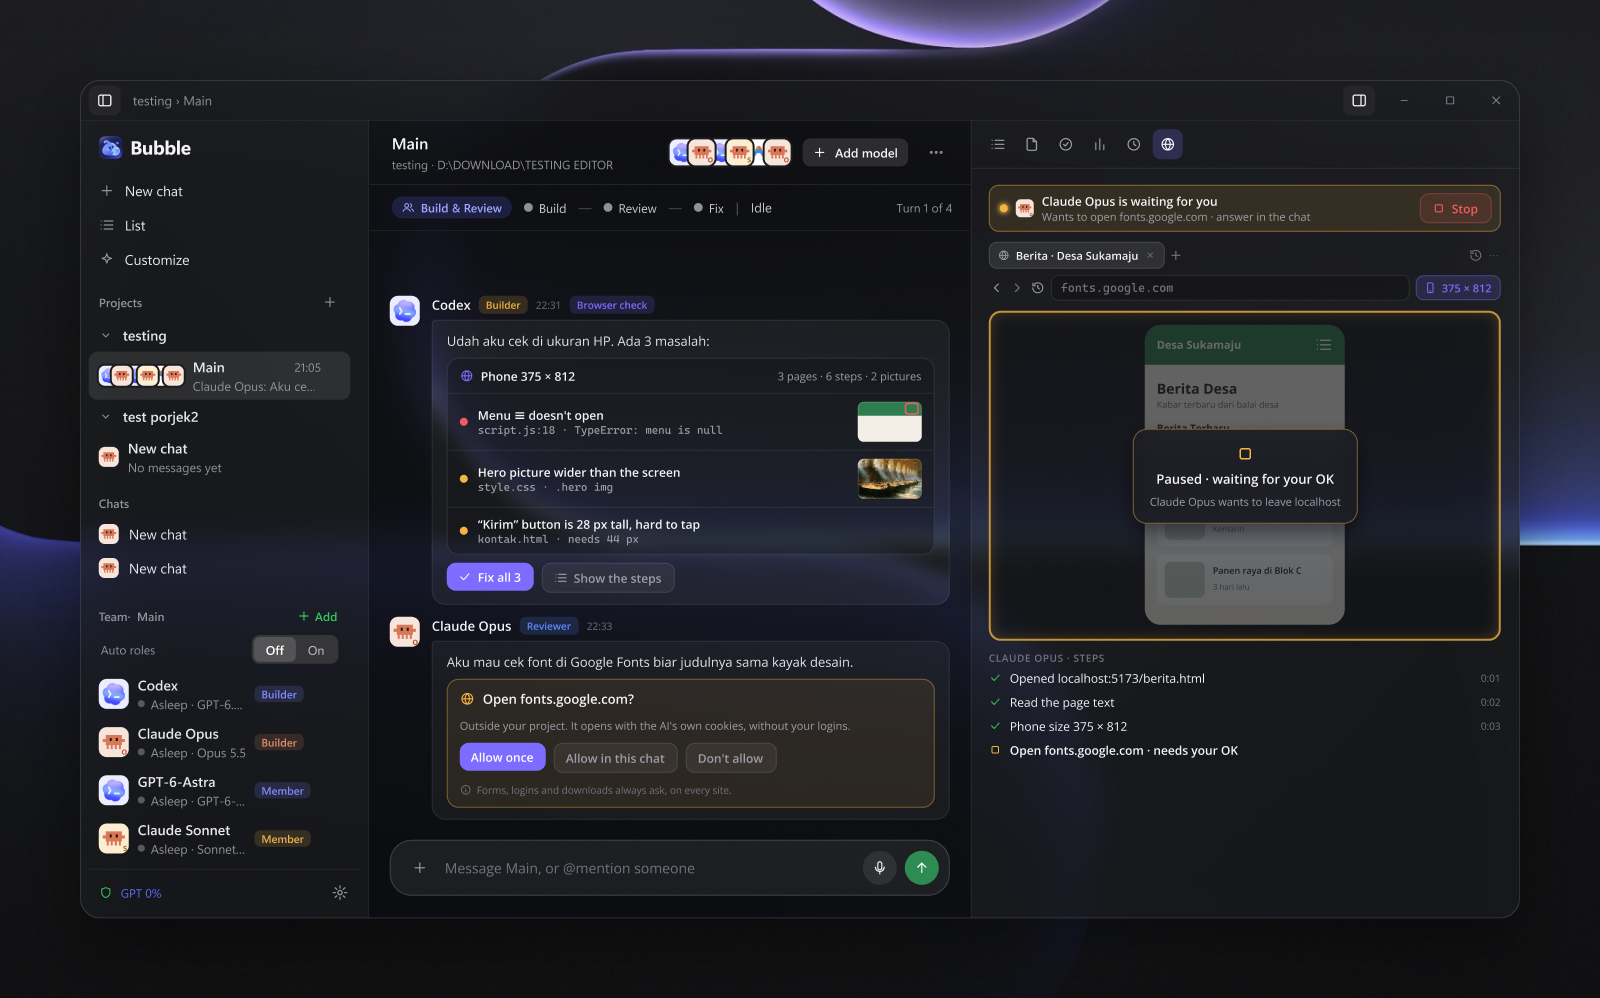 testing › Main
Bubble
New chat
List
Customize
Projects
testing
Main 21:05
Claude Opus: Aku ce...
test porjek2
New chat
No messages yet
Chats
New chat
New chat
Team· Main Add
Auto roles Off On
Codex
Asleep · GPT-6.... Builder
Claude Opus
Asleep · Opus 5.5 Builder
GPT-6-Astra
Asleep · GPT-6-... Member
Claude Sonnet
Asleep · Sonnet... Member
GPT 0%
Main
testing · D:\DOWNLOAD\TESTING EDITOR
Add model
Build & Review Build — Review — Fix | Idle Turn 1 of 4
Codex Builder 22:31 Browser check
Udah aku cek di ukuran HP. Ada 3 masalah:
Phone 375 × 812 3 pages · 6 steps · 2 pictures
Menu ≡ doesn't open
script.js:18 · TypeError: menu is null
Hero picture wider than the screen
style.css · .hero img
“Kirim” button is 28 px tall, hard to tap
kontak.html · needs 44 px
Fix all 3 Show the steps
Claude Opus Reviewer 22:33
Aku mau cek font di Google Fonts biar judulnya sama kayak desain.
Open fonts.google.com?
Outside your project. It opens with the AI's own cookies, without your logins.
Allow once Allow in this chat Don't allow
Forms, logins and downloads always ask, on every site.
Message Main, or @mention someone
Claude Opus is waiting for you
Wants to open fonts.google.com · answer in the chat
Stop
Berita · Desa Sukamaju
fonts.google.com 375 × 812
Desa Sukamaju
Berita Desa
Kabar terbaru dari balai desa
Berita Terbaru
Paused · waiting for your OK
Claude Opus wants to leave localhost
Kemarin
Panen raya di Blok C
3 hari lalu
CLAUDE OPUS · STEPS
Opened localhost:5173/berita.html 0:01
Read the page text 0:02
Phone size 375 × 812 0:03
Open fonts.google.com · needs your OK